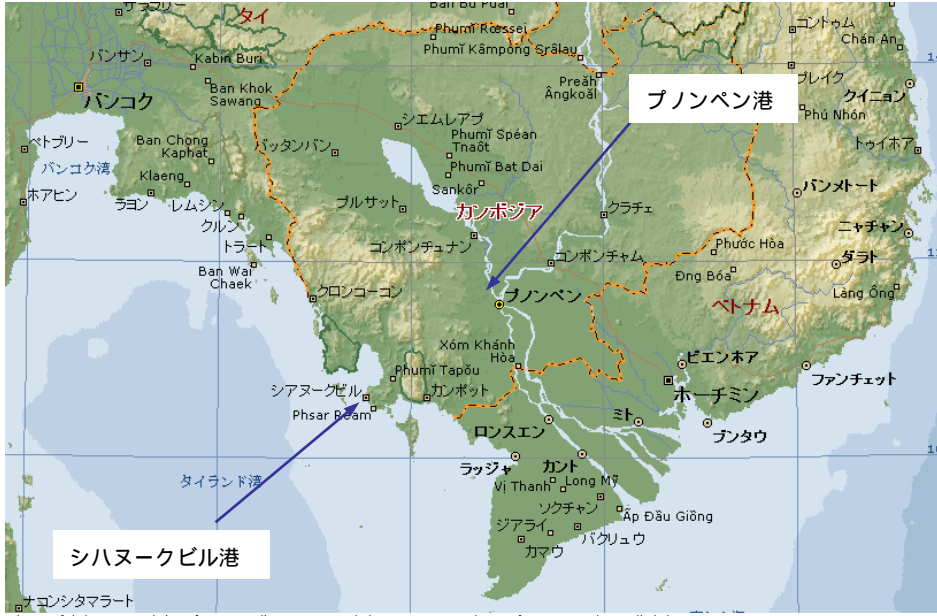 タイ
Ban Bu Puai
コントゥム
Phumĭ Rœssei
Chán An
Phumĭ Kâmpóng Srâlau
パンサン
Kabin Buri
Preăh
Ângkoăl
プレイク
クイニョン
Ban Khok
Sawang
バンコク
プノンペン港
Phú Nhón
シエムレアプ
Phumĭ Spéan
Tnaôt
トゥイホア
ペトブリー
Ban Chong
Kaphat
バッタンバン
バンコク湾
Phumĭ Bat Dai
Klaeng
Sankôr
バンメトート
ホアヒン
ラヨン
レムシン
プルサット
カンボジア
クラチェ
クルン
ニャチャン
トラート
コンポンチュナン
コンポンチャム
Phước Hòa
ダラト
Ban Wai
Chaek
Đng Bóa
クロンコーコン
プノンペン
ベトナム
Làng Ông
Xóm Khánh
Hòa
ビエンホア
Phumĭ Tapŏu
ファンチェット
シアヌークビル
カンポット
ホーチミン
Phsar Ream
ミト
ロンスエン
ブンタウ
ラッジャ
カント
タイランド湾
Vị Thanh
Long Mỹ
ソクチャン
Ấp Đầu Giồng
ジアライ
バクリュウ
カマウ
シハヌークビル港
ナコンシタマラート